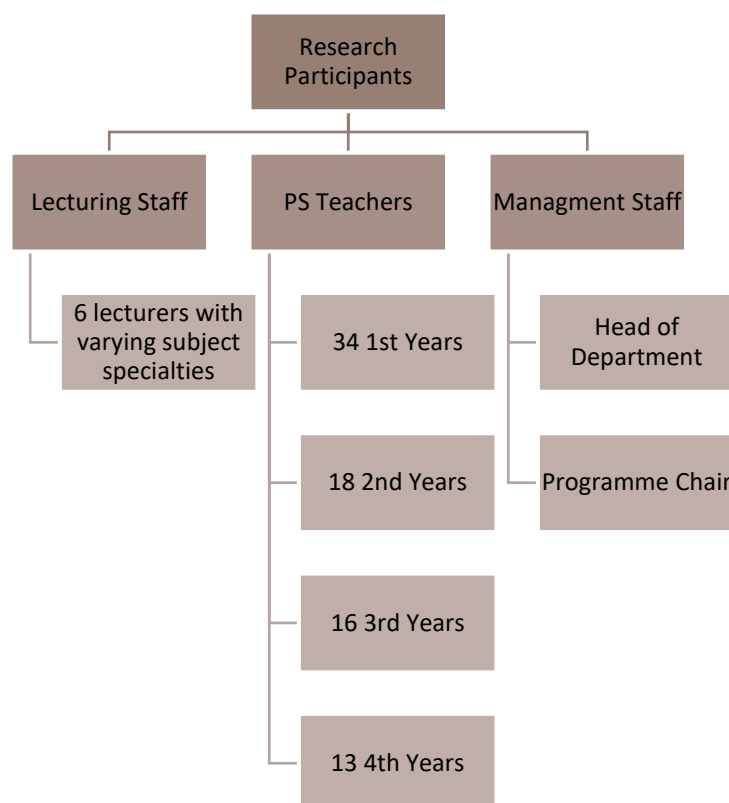 Research
Participants
Lecturing Staff
PS Teachers
Managment Staff
6 lecturers with
varying subject
specialties
34 1st Years
18 2nd Years
16 3rd Years
13 4th Years
Head of
Department
Programme Chair